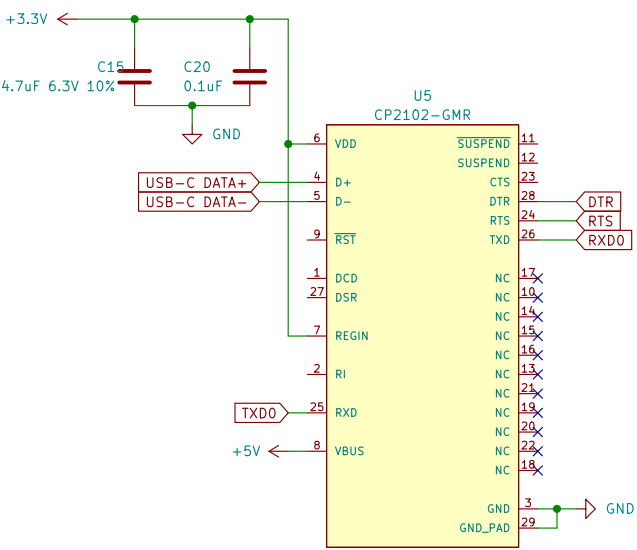 +3.3V
C15
4.7uF 6.3V 10%
C20
0.1uF
GND
U5
CP2102-GMR
6 VDD
SUSPEND 11
SUSPEND 12
USB-C DATA+ 4 D+
CTS 23
USB-C DATA- 5 D-
DTR 28 DTR
RTS 24 RTS
9 RST
TXD 26 RXD0
1 DCD
NC 17
27 DSR
NC 10
NC 14
7 REGIN
NC 15
NC 16
2 RI
NC 13
NC 21
TXD0 25 RXD
NC 19
NC 20
+5V 8 VBUS
NC 22
NC 18
GND 3 GND
GND_PAD 29